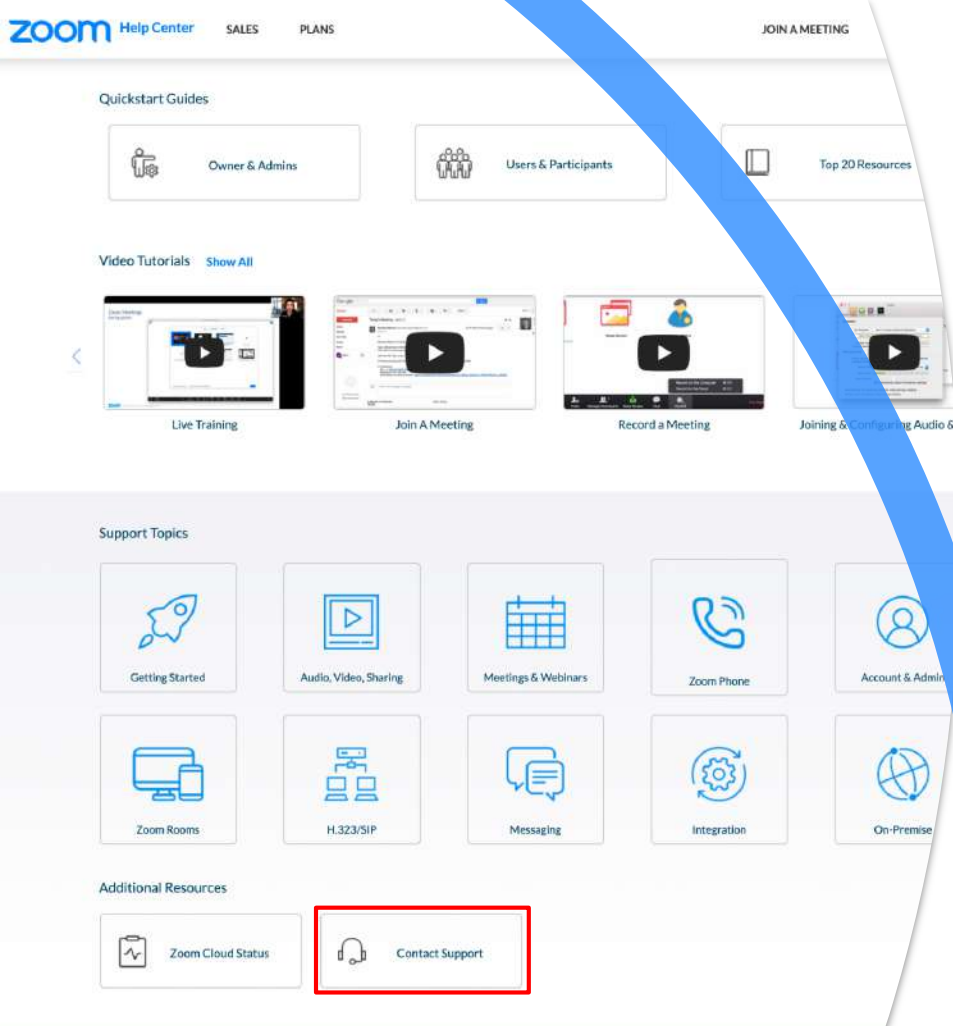 zoom Help Center SALES PLANS JOIN A MEETING
Quickstart Guides
Owner & Admins
Users & Participants
Top 20 Resources
Video Tutorials Show All
Live Training
Join A Meeting
Record a Meeting
Joining & Configuring Audio &
Support Topics
Getting Started
Audio, Video, Sharing
Meetings & Webinars
Zoom Phone
Account & Admin
Zoom Rooms
H.323/SIP
Messaging
Integration
On-Premise
Additional Resources
Zoom Cloud Status
Contact Support